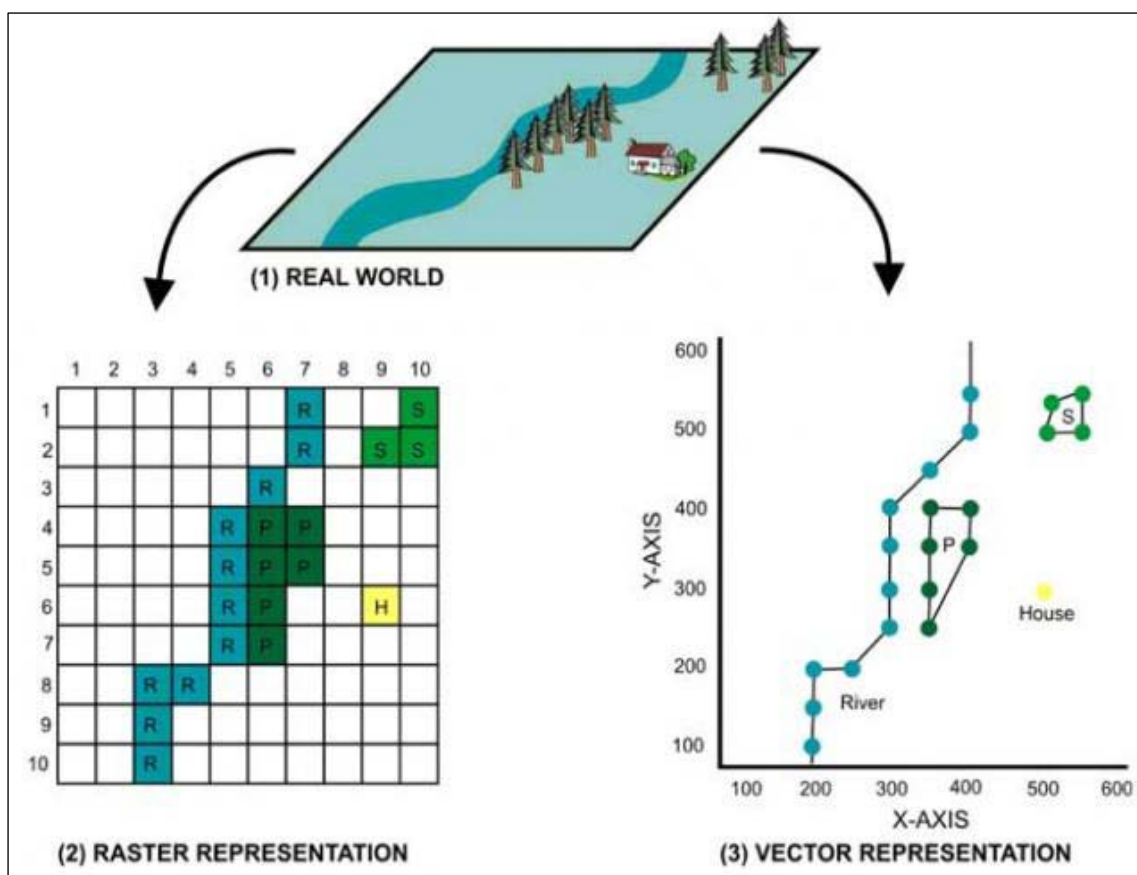 (1) REAL WORLD
1 2 3 4 5 6 7 8 9 10
1 R S
2 R S S
3 R
4 R P P
5 R P P
6 R P H
7 R P
8 R R
9 R
10 R
(2) RASTER REPRESENTATION
600
500
400
300
200
100
Y-AXIS
S
P
House
River
100 200 300 400 500 600
X-AXIS
(3) VECTOR REPRESENTATION